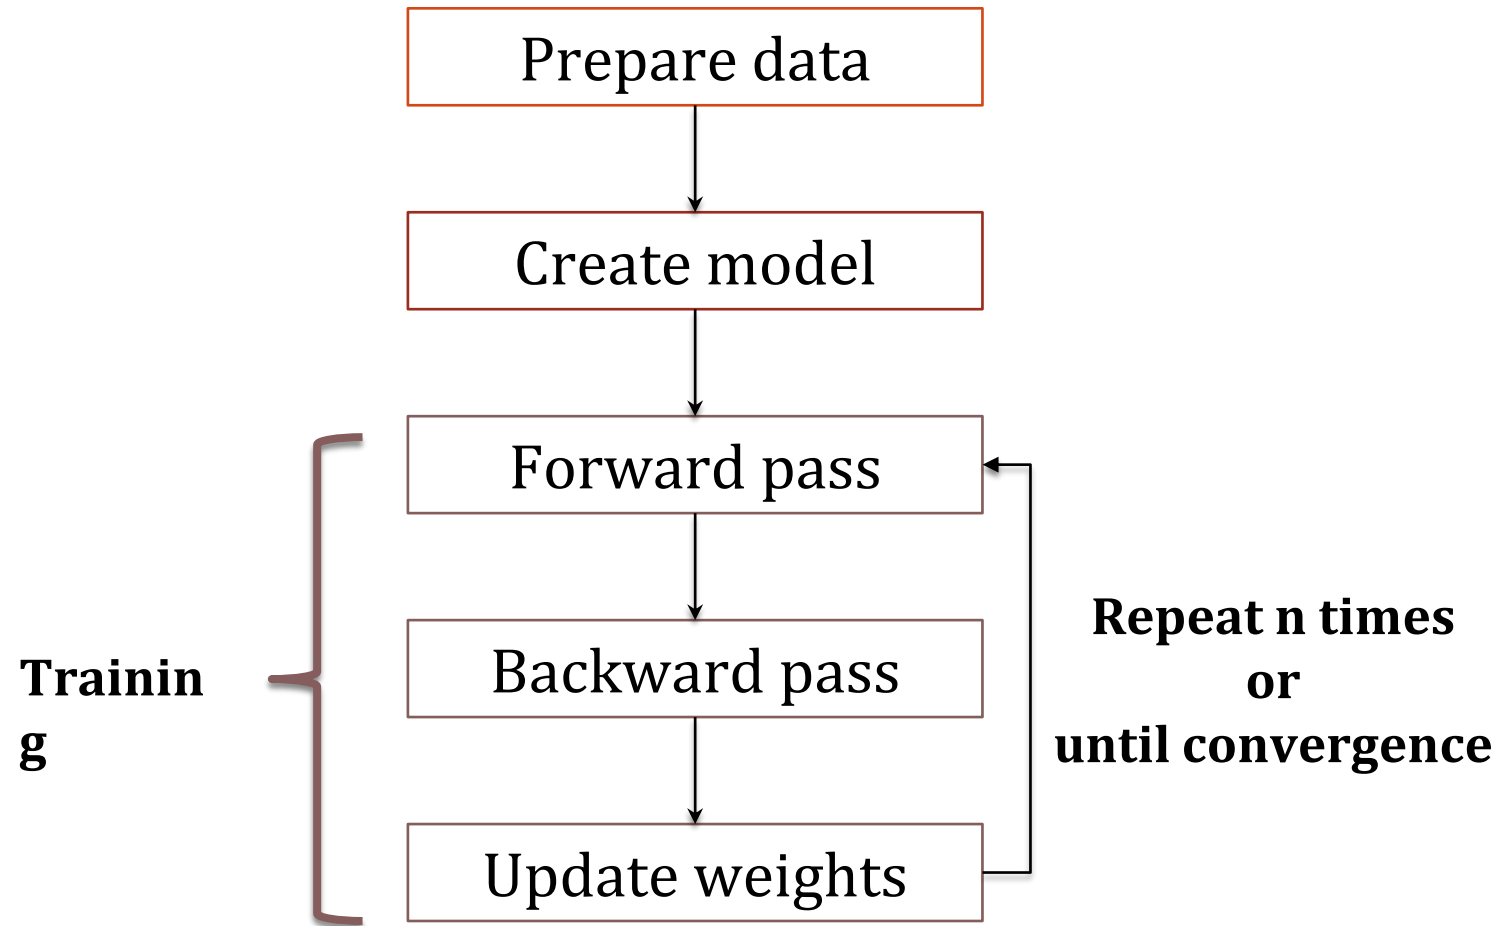 Prepare data
Create model
Forward pass
Backward pass
Update weights
Trainin
g
Repeat n times
or
until convergence